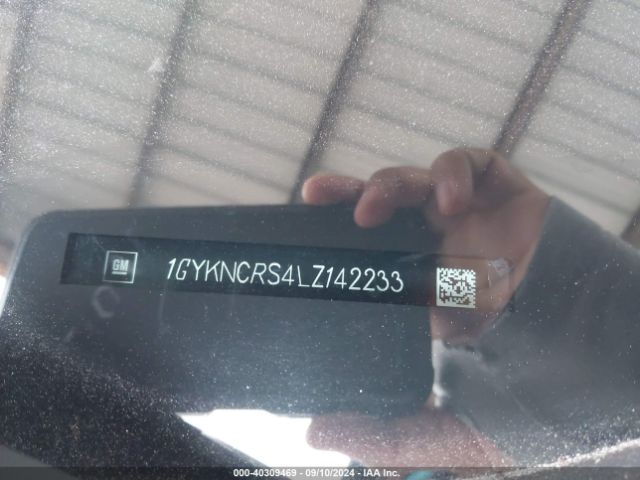 GM 1GYKNCRS4LZ142233
000-40309469 - 09/10/2024 - IAA Inc.